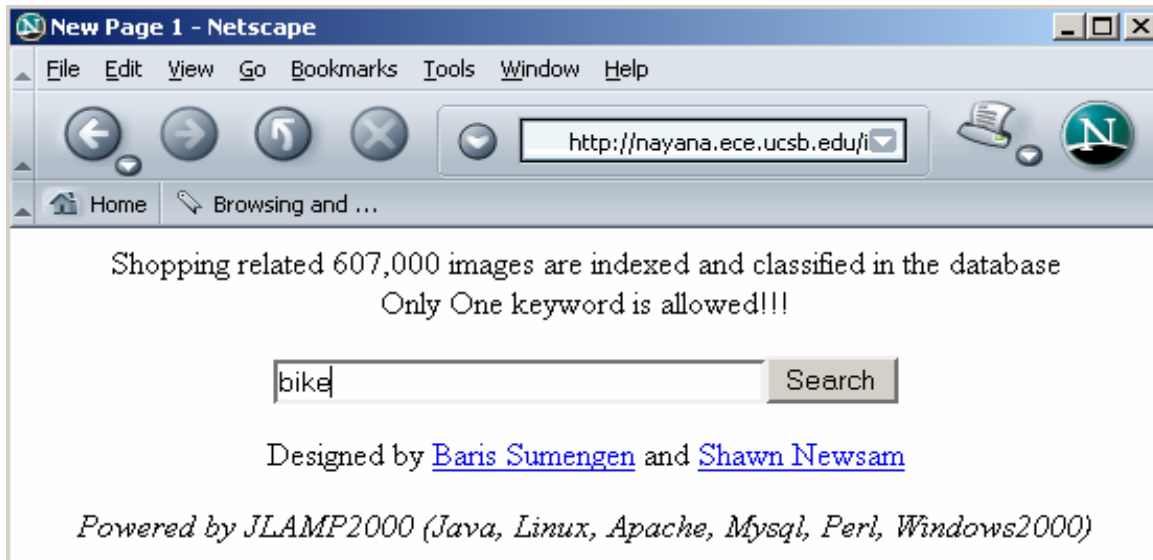 New Page 1 - Netscape
File Edit View Go Bookmarks Tools Window Help
http://nayana.ece.ucsb.edu/i
N
Home Browsing and ...
Shopping related 607,000 images are indexed and classified in the database
Only One keyword is allowed!!!
bike Search
Designed by Baris Sumengen and Shawn Newsam
Powered by JLAMP2000 (Java, Linux, Apache, Mysql, Perl, Windows2000)